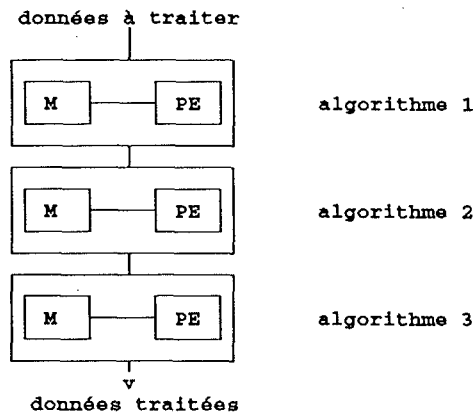 données à traiter
M PE algorithme 1
M PE algorithme 2
M PE algorithme 3
v
données traitées